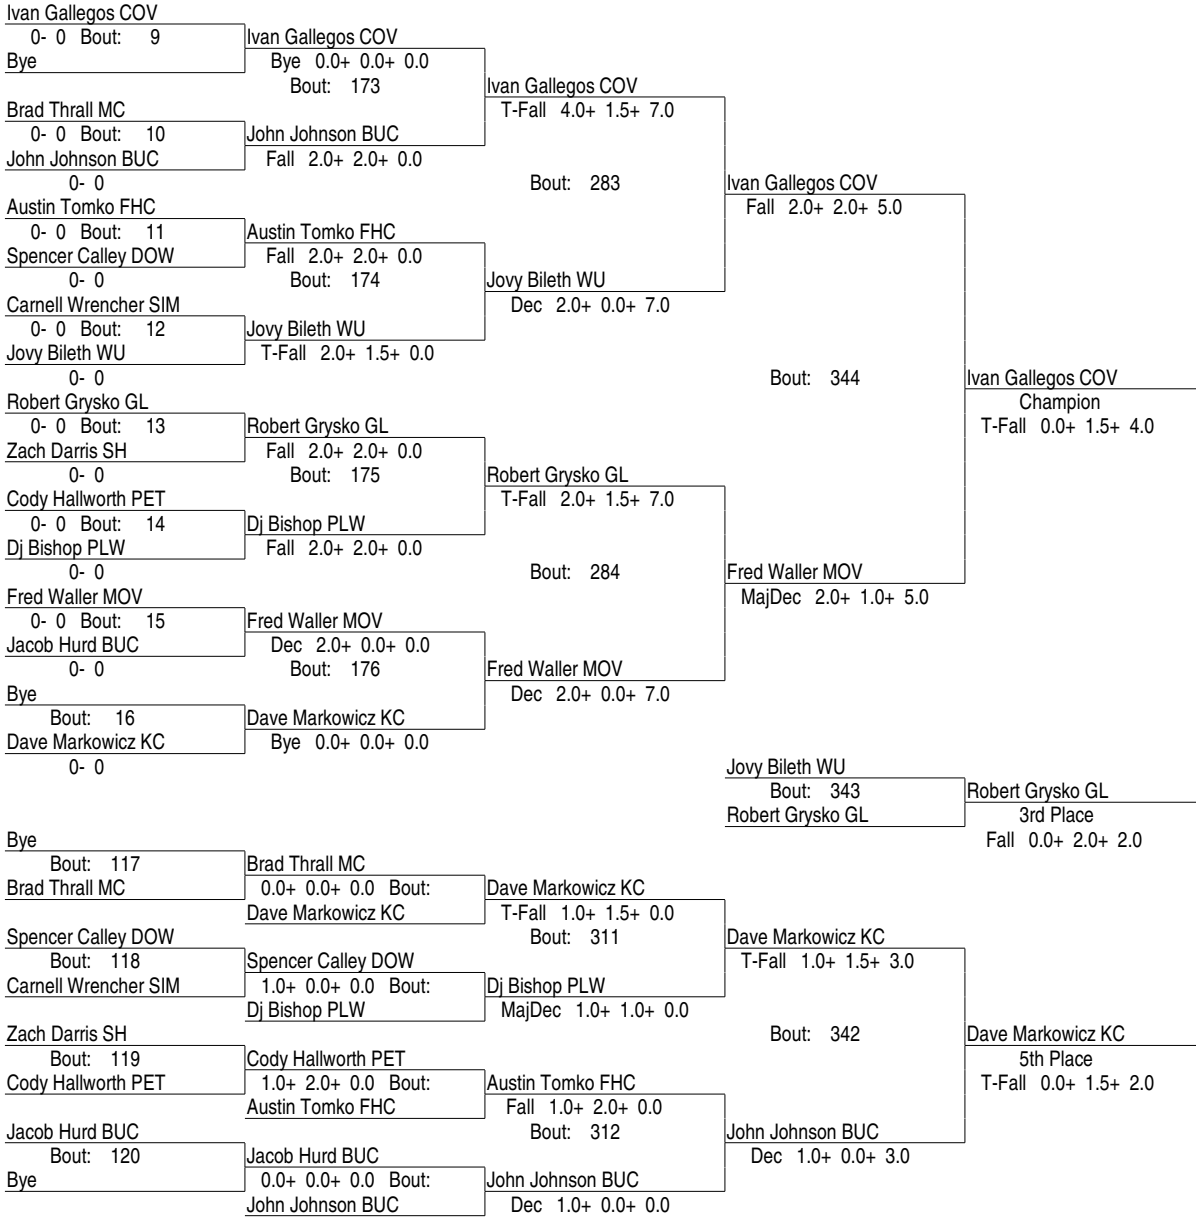 Ivan Gallegos COV
0- 0 Bout: 9
Bye
Ivan Gallegos COV
Bye 0.0+ 0.0+ 0.0
Bout: 173
Brad Thrall MC
0- 0 Bout: 10
John Johnson BUC
0- 0
John Johnson BUC
Fall 2.0+ 2.0+ 0.0
Ivan Gallegos COV
T-Fall 4.0+ 1.5+ 7.0
Bout: 283
Austin Tomko FHC
0- 0 Bout: 11
Spencer Calley DOW
0- 0
Austin Tomko FHC
Fall 2.0+ 2.0+ 0.0
Bout: 174
Carnell Wrencher SIM
0- 0 Bout: 12
Jovy Bileth WU
0- 0
Jovy Bileth WU
T-Fall 2.0+ 1.5+ 0.0
Jovy Bileth WU
Dec 2.0+ 0.0+ 7.0
Ivan Gallegos COV
Fall 2.0+ 2.0+ 5.0
Bout: 344
Robert Grysko GL
0- 0 Bout: 13
Zach Darris SH
0- 0
Robert Grysko GL
Fall 2.0+ 2.0+ 0.0
Bout: 175
Cody Hallworth PET
0- 0 Bout: 14
Dj Bishop PLW
0- 0
Dj Bishop PLW
Fall 2.0+ 2.0+ 0.0
Robert Grysko GL
T-Fall 2.0+ 1.5+ 7.0
Bout: 284
Fred Waller MOV
0- 0 Bout: 15
Jacob Hurd BUC
0- 0
Fred Waller MOV
Dec 2.0+ 0.0+ 0.0
Bout: 176
Bye
Bout: 16
Dave Markowicz KC
0- 0
Dave Markowicz KC
Bye 0.0+ 0.0+ 0.0
Fred Waller MOV
Dec 2.0+ 0.0+ 7.0
Fred Waller MOV
MajDec 2.0+ 1.0+ 5.0
Ivan Gallegos COV
Champion
T-Fall 0.0+ 1.5+ 4.0
Jovy Bileth WU
Bout: 343
Robert Grysko GL
Robert Grysko GL
3rd Place
Fall 0.0+ 2.0+ 2.0
Bye
Bout: 117
Brad Thrall MC
Brad Thrall MC
0.0+ 0.0+ 0.0 Bout:
Dave Markowicz KC
Dave Markowicz KC
T-Fall 1.0+ 1.5+ 0.0
Bout: 311
Spencer Calley DOW
Bout: 118
Carnell Wrencher SIM
Spencer Calley DOW
1.0+ 0.0+ 0.0 Bout:
Dj Bishop PLW
Dj Bishop PLW
MajDec 1.0+ 1.0+ 0.0
Dave Markowicz KC
T-Fall 1.0+ 1.5+ 3.0
Bout: 342
Zach Darris SH
Bout: 119
Cody Hallworth PET
Cody Hallworth PET
1.0+ 2.0+ 0.0 Bout:
Austin Tomko FHC
Austin Tomko FHC
Fall 1.0+ 2.0+ 0.0
Bout: 312
Jacob Hurd BUC
Bout: 120
Bye
Jacob Hurd BUC
0.0+ 0.0+ 0.0 Bout:
John Johnson BUC
John Johnson BUC
Dec 1.0+ 0.0+ 0.0
John Johnson BUC
Dec 1.0+ 0.0+ 3.0
Dave Markowicz KC
5th Place
T-Fall 0.0+ 1.5+ 2.0